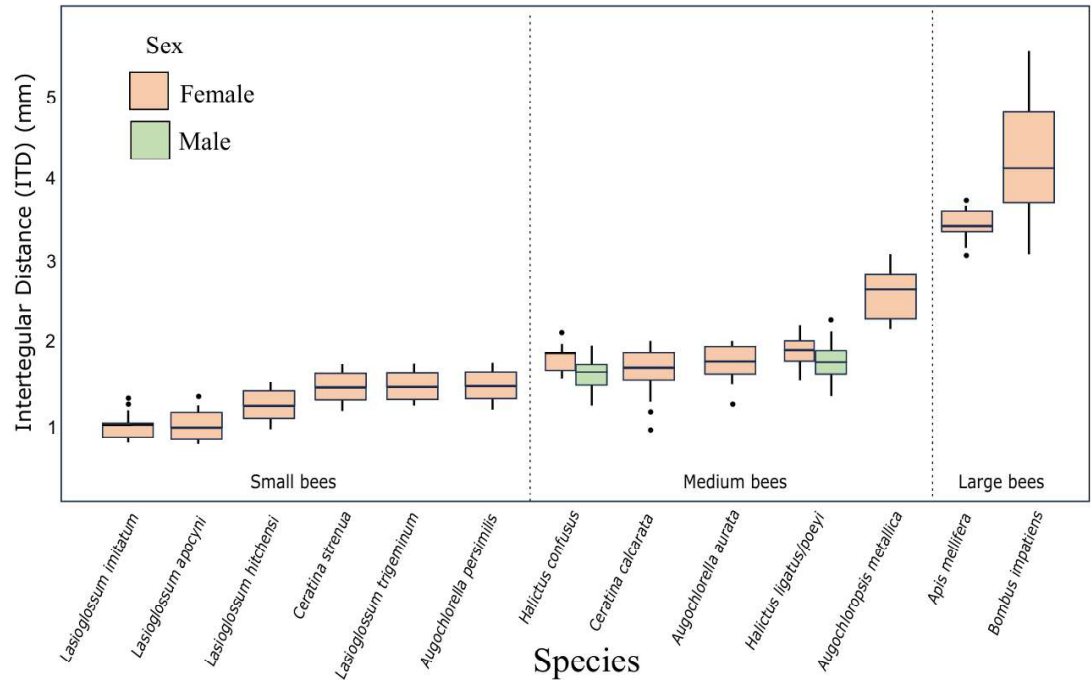 Sex
Female
Male
Intertegular Distance (ITD) (mm)
5
4
3
2
1
Small bees
Medium bees
Large bees
Lasioglossum imitatum
Lasioglossum apocyni
Lasioglossum hitchensi
Ceratina strenua
Lasioglossum trigeminum
Augochlorella persimilis
Halictus confusus
Ceratina calcarata
Augochlorella aurata
Halictus ligatus/poeyi
Augochloropsis metallica
Apis mellifera
Bombus impatiens
Species